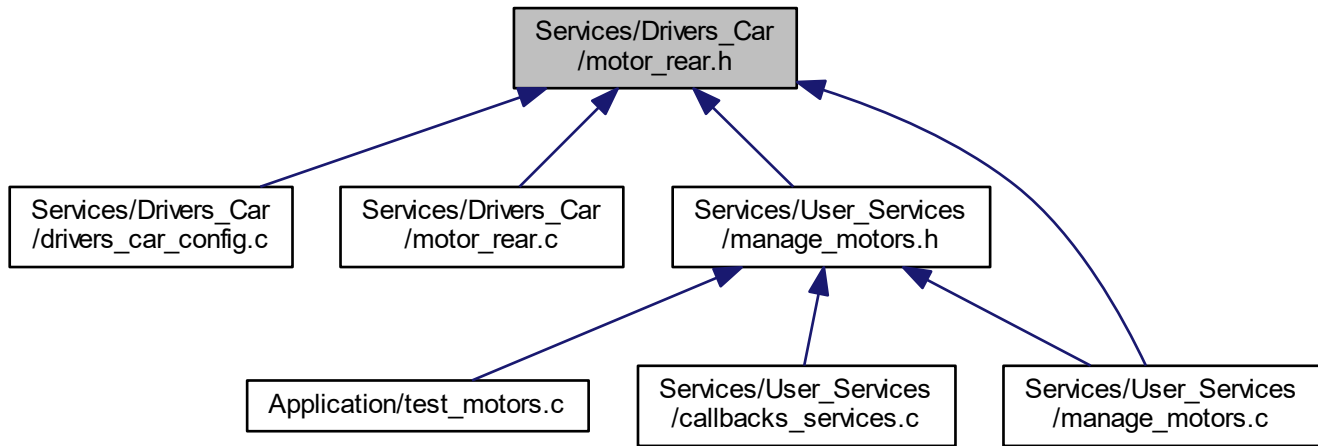 Services/Drivers_Car
/motor_rear.h
Services/Drivers_Car
/drivers_car_config.c
Services/Drivers_Car
/motor_rear.c
Services/User_Services
/manage_motors.h
Application/test_motors.c
Services/User_Services
/callbacks_services.c
Services/User_Services
/manage_motors.c